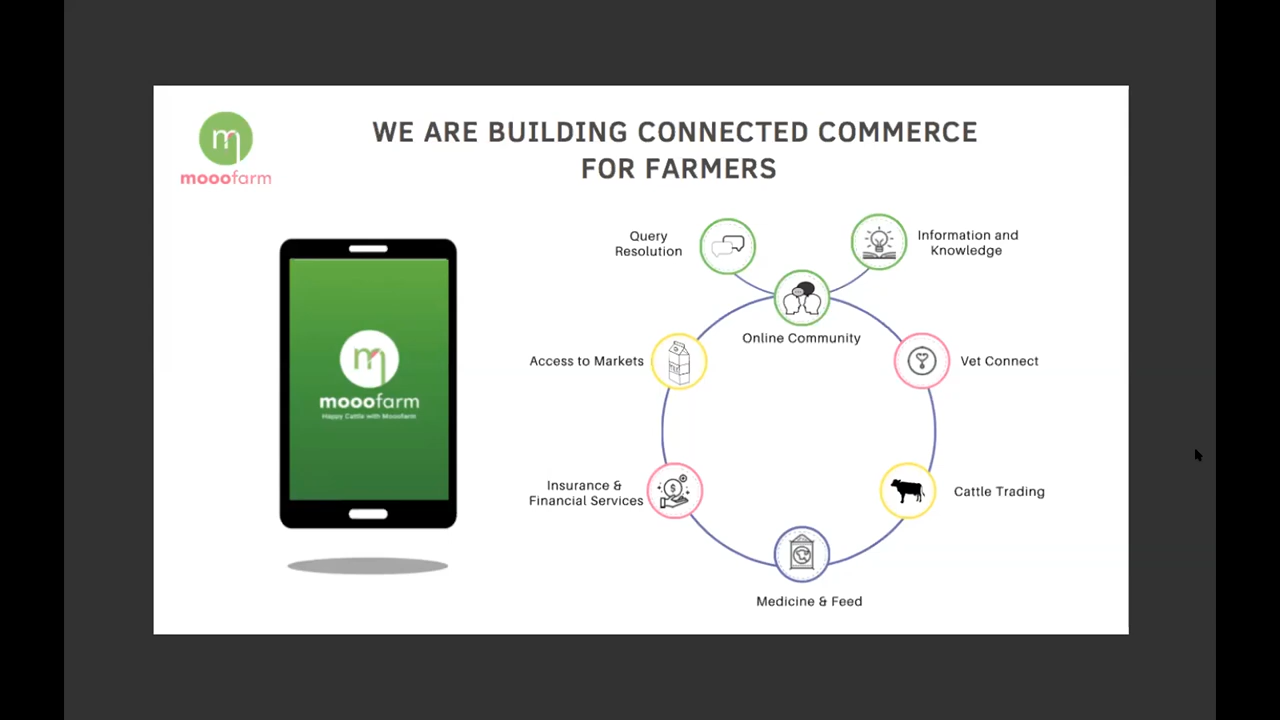 m
mooofarm
WE ARE BUILDING CONNECTED COMMERCE
FOR FARMERS
m
mooofarm
Happy Cattle with Mooofarm
Query
Resolution
Information and
Knowledge
Online Community
Access to Markets
Vet Connect
Insurance &
Financial Services
Cattle Trading
Medicine & Feed